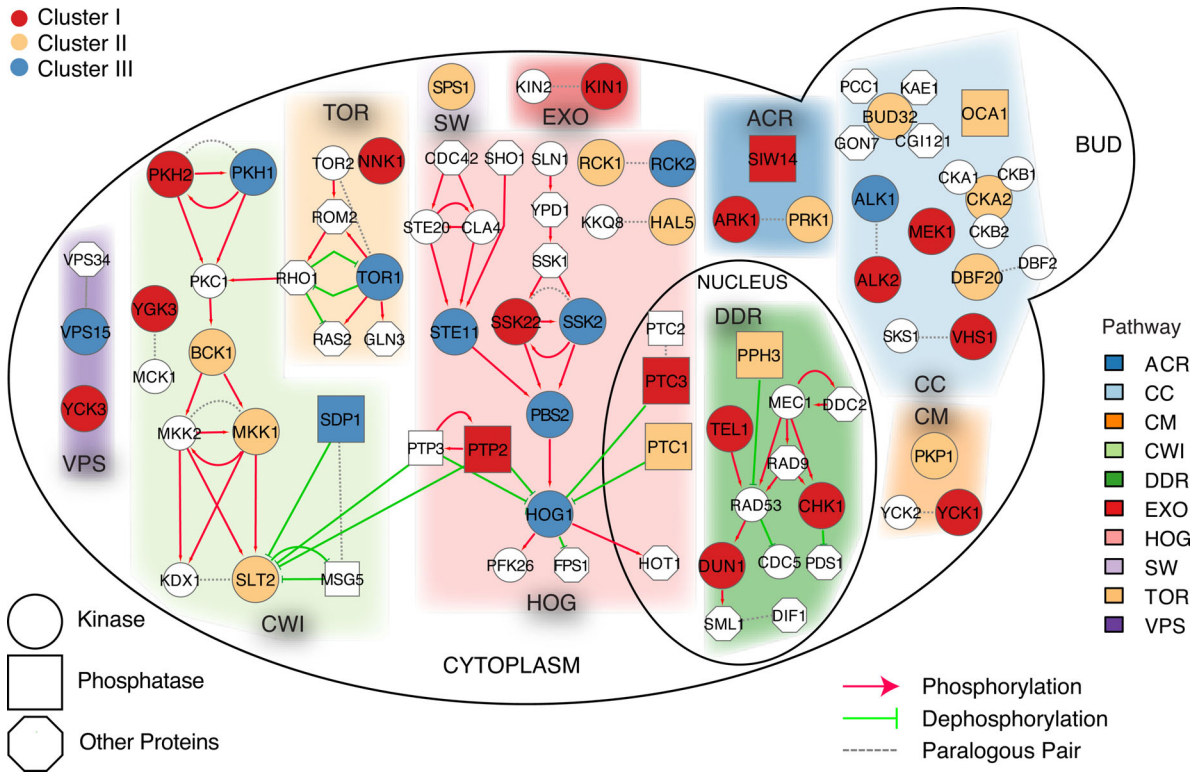 Cluster I
Cluster II
Cluster III
TOR
SPS1
SW
KIN2
KIN1
EXO
ACR
SIW14
ARK1
PRK1
PCC1
KAE1
BUD32
GON7
CGI121
OCA1
BUD
CKA1
CKB1
CKA2
CKB2
ALK1
MEK1
ALK2
DBF20
DBF2
SKS1
VHS1
CC
PKH2
PKH1
TOR2
NNK1
ROM2
RHO1
TOR1
RAS2
GLN3
CDC42
SHO1
SLN1
RCK1
RCK2
STE20
CLA4
YPD1
KKQ8
HAL5
SSK1
STE11
SSK22
SSK2
PBS2
VPS34
VPS15
YCK3
VPS
PKC1
YGK3
MCK1
BCK1
MKK2
MKK1
SDP1
KDX1
SLT2
MSG5
CWI
PTP3
PTP2
HOG1
PFK26
FPS1
HOT1
HOG
NUCLEUS
PTC2
PTC3
PTC1
DDR
PPH3
MEC1
DDC2
TEL1
RAD9
RAD53
CHK1
DUN1
CDC5
PDS1
SML1
DIF1
CM
PKP1
YCK2
YCK1
CYTOPLASM
Pathway
ACR
CC
CM
CWI
DDR
EXO
HOG
SW
TOR
VPS
Kinase
Phosphatase
Other Proteins
Phosphorylation
Dephosphorylation
Paralogous Pair